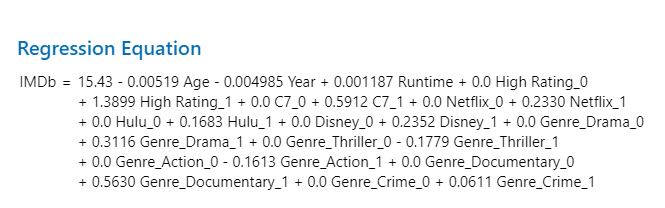 Regression Equation
IMDb = 15.43 - 0.00519 Age - 0.004985 Year + 0.001187 Runtime + 0.0 High Rating_0
+ 1.3899 High Rating_1 + 0.0 C7_0 + 0.5912 C7_1 + 0.0 Netflix_0 + 0.2330 Netflix_1
+ 0.0 Hulu_0 + 0.1683 Hulu_1 + 0.0 Disney_0 + 0.2352 Disney_1 + 0.0 Genre_Drama_0
+ 0.3116 Genre_Drama_1 + 0.0 Genre_Thriller_0 - 0.1779 Genre_Thriller_1
+ 0.0 Genre_Action_0 - 0.1613 Genre_Action_1 + 0.0 Genre_Documentary_0
+ 0.5630 Genre_Documentary_1 + 0.0 Genre_Crime_0 + 0.0611 Genre_Crime_1